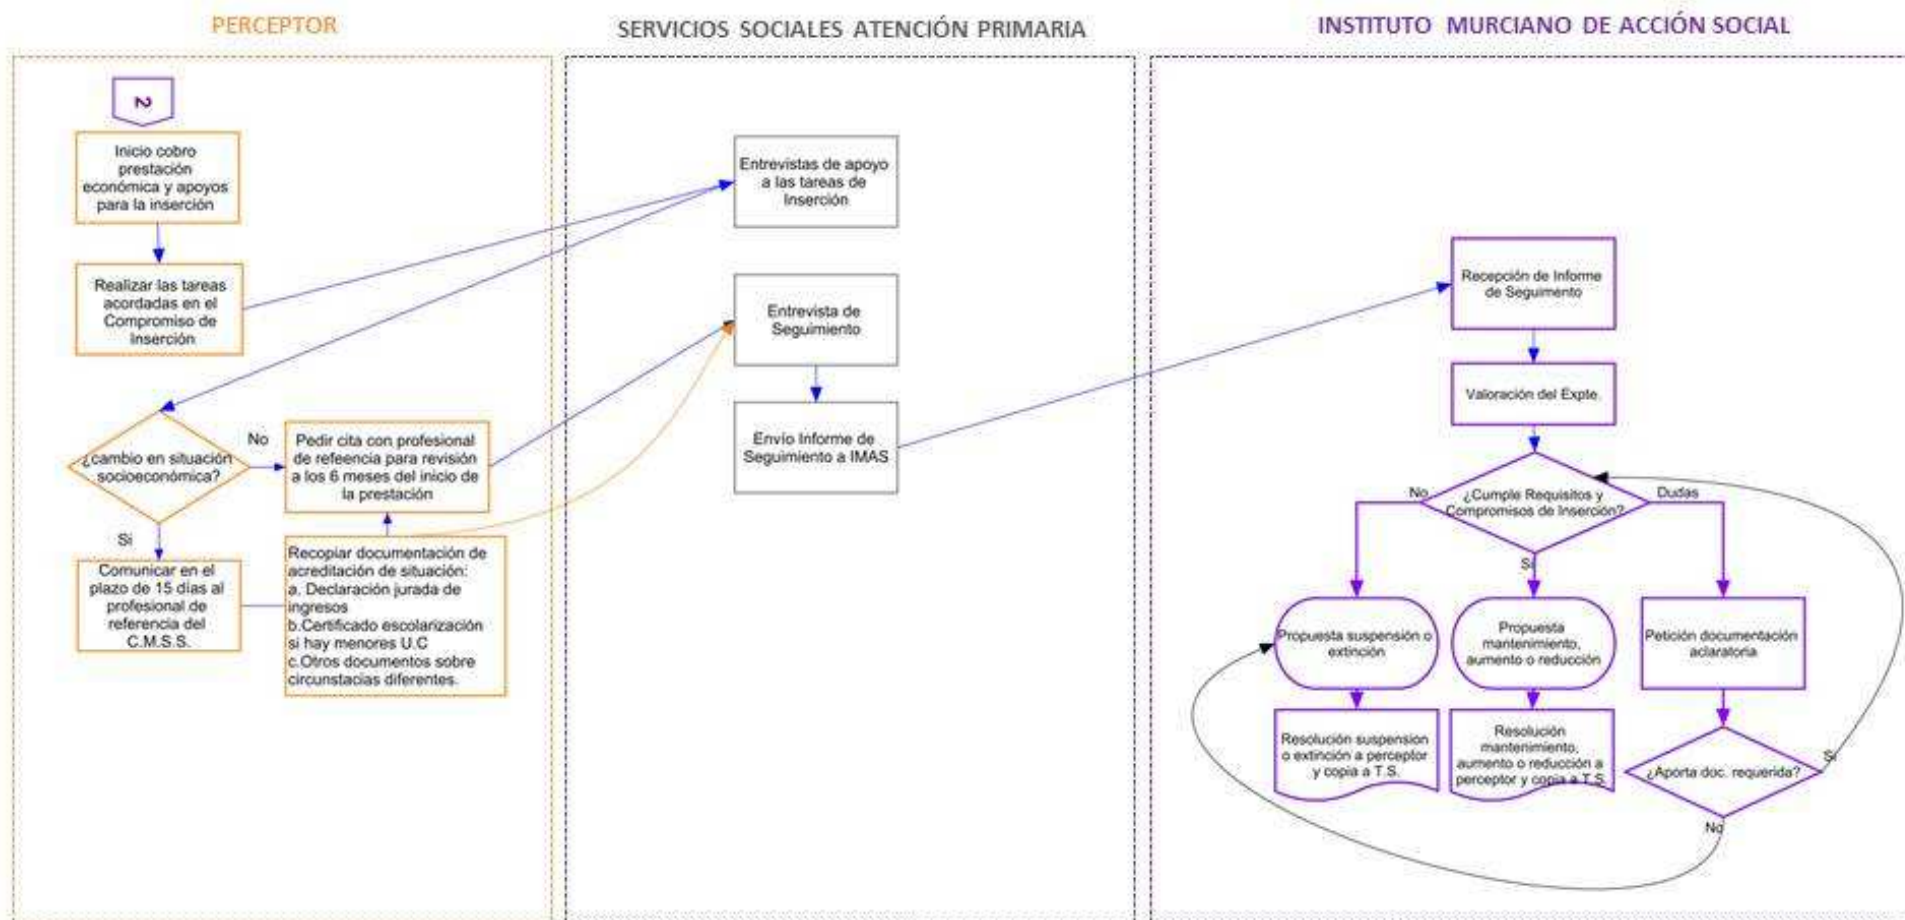 PERCEPTOR
SERVICIOS SOCIALES ATENCIÓN PRIMARIA
INSTITUTO MURCIANO DE ACCIÓN SOCIAL
2
Inicio cobro
prestación
económica y apoyos
para la inserción
Realizar las tareas
acordadas en el
Compromiso de
Inserción
¿cambio en situación
socioeconómica?
No
Si
Pedir cita con profesional
de refeencia para revisión
a los 6 meses del inicio de
la prestación
Comunicar en el
plazo de 15 días al
profesional de
referencia del
C.M.S.S.
Recopiar documentación de
acreditación de situación:
a. Declaración jurada de
ingresos
b.Certificado escolarización
si hay menores U.C
c.Otros documentos sobre
circunstacias diferentes.
Entrevistas de apoyo
a las tareas de
Inserción
Entrevista de
Seguimiento
Envío Informe de
Seguimento a IMAS
Recepción de Informe
de Seguimento
Valoración del Expte.
¿Cumple Requisitos y
Compromisos de Inserción?
No
Dudas
Si
Propuesta suspensión o
extinción
Propuesta
mantenimiento,
aumento o reducción
Petición documentación
aclaratoria
Resolución suspension
o extinción a perceptor
y copia a T.S.
Resolución
mantenimiento,
aumento o reducción a
perceptor y copia a T.S.
¿Aporta doc. requerida?
Si
No